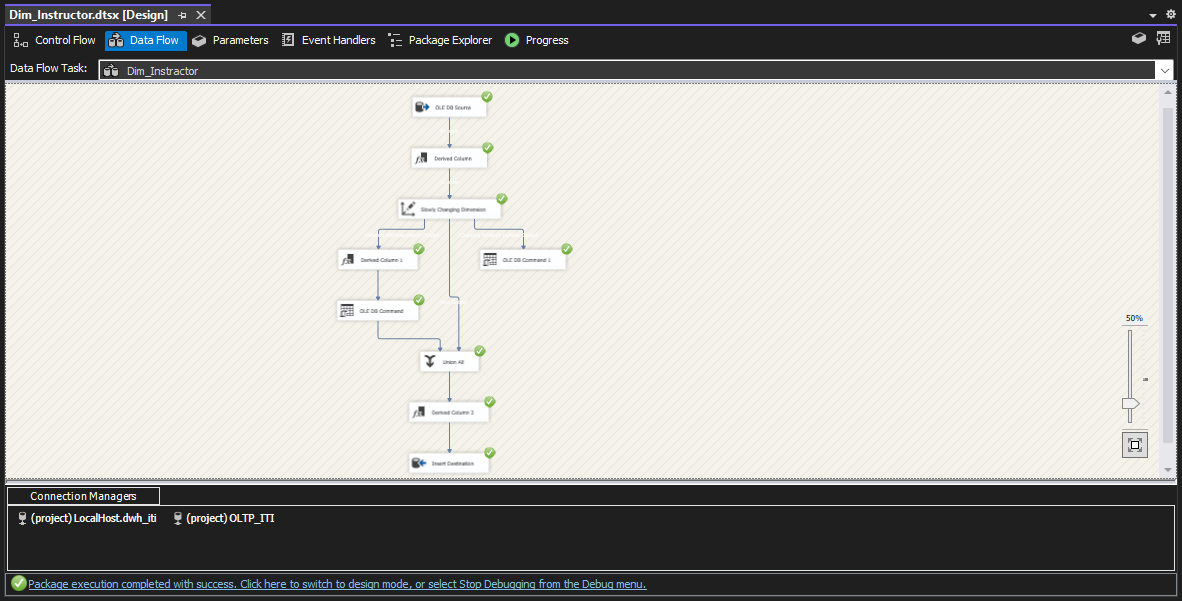 Dim_Instructor.dtsx [Design]
Control Flow Data Flow Parameters Event Handlers Package Explorer Progress
Data Flow Task: Dim_Instractor
OLE DB Source
Derived Column
Slowly Changing Dimension
Derived Column 1 OLE DB Command 1
OLE DB Command
Union All
Derived Column
Insert Destination
50%
Connection Managers
(project) LocalHost.dwh_iti (project) OLTP_ITI
Package execution completed with success. Click here to switch to design mode, or select Stop Debugging from the Debug menu.